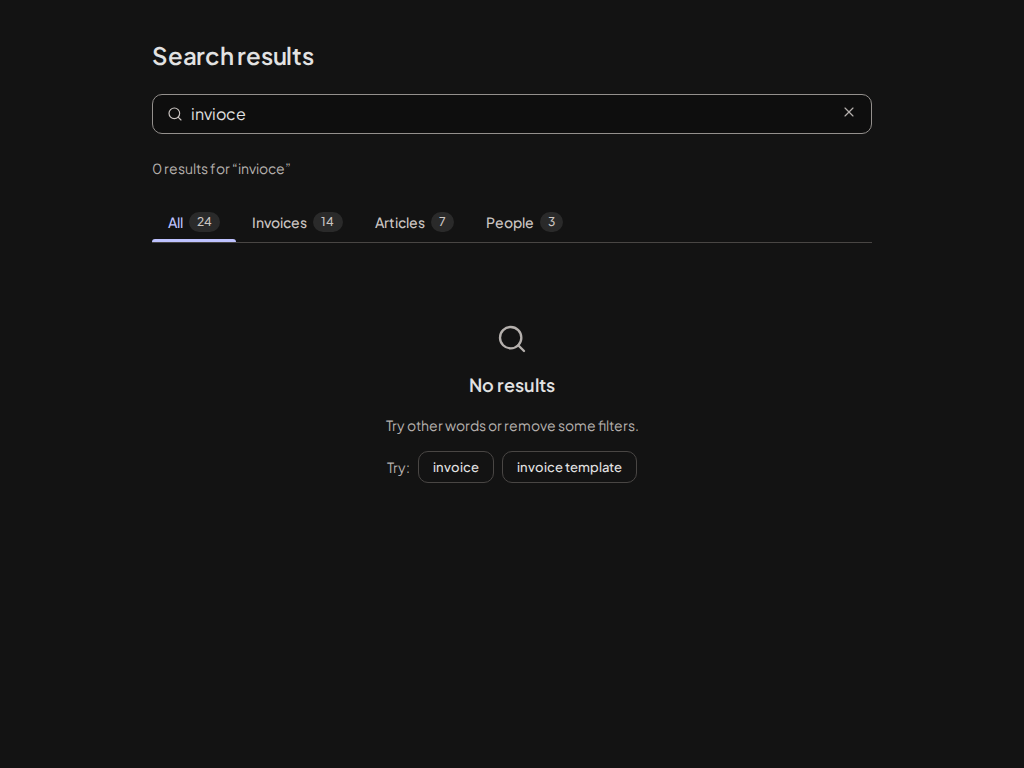 Search results
invioce
0 results for “invioce”
All 24 Invoices 14 Articles 7 People 3
No results
Try other words or remove some filters.
Try: invoice invoice template